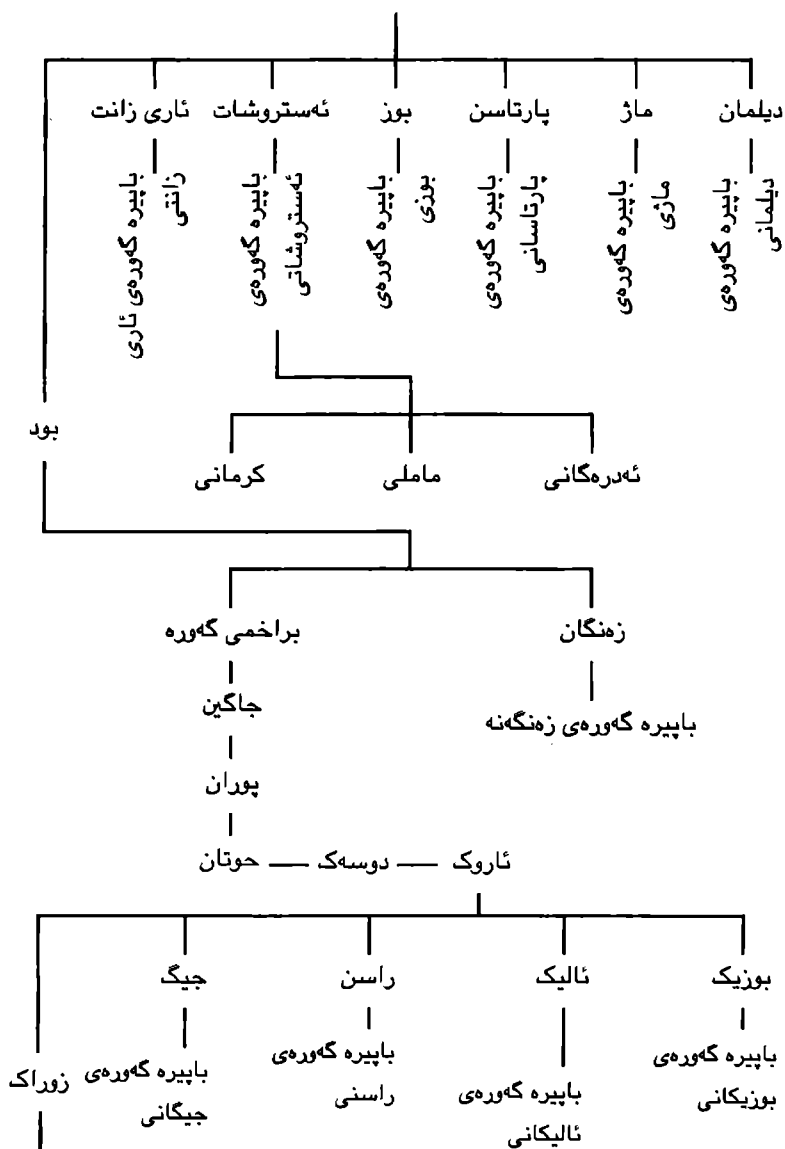 دیلمان
ماژ
پارتاسن
بوز
ئەستروشات
ئاری زانت
باپیرە گەورەی
دیلمانی
باپیرە گەورەی
ماژی
باپیرە گەورەی
پارتاسانی
باپیرە گەورەی
بوزی
باپیرە گەورەی
ئەستروشاتی
باپیرە گەورەی ئاری
زانتی
بود
ئەدرەگانی
ماملی
کرمانی
زەنگان
براخمی گەورە
باپیرە گەورەی زەنگەنە
جاگین
پوران
ئاروک
دوسەک
حوتان
بوزیک
ئالیک
راسن
جیگ
زوراک
باپیرە گەورەی
بوزیکانی
باپیرە گەورەی
ئالیکانی
باپیرە گەورەی
راسنی
باپیرە گەورەی
جیگانی